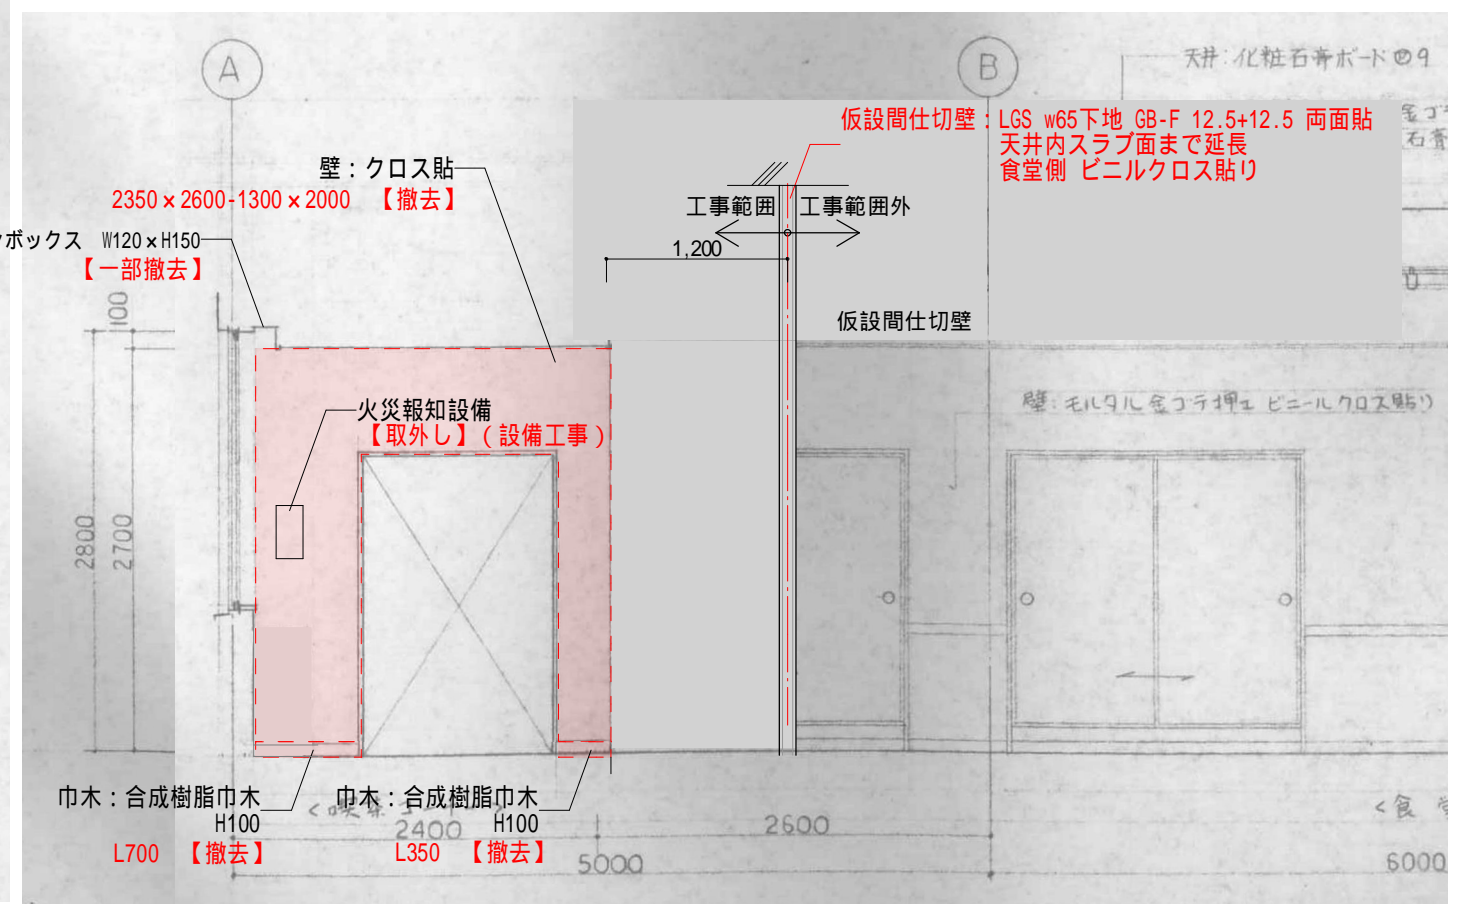 A
B
天井:化粧石膏ボード㋐9
仮設間仕切壁:LGS w65下地 GB-F 12.5+12.5 両面貼
天井内スラブ面まで延長
食堂側 ビニルクロス貼り
壁:クロス貼
2350×2600-1300×2000 【撤去】
工事範囲
工事範囲外
ボックス W120×H150
【一部撤去】
1,200
100
仮設間仕切壁
火災報知設備
【取外し】(設備工事)
壁:モルタル金ゴテ押エ ビニールクロス貼り
2800
2700
巾木:合成樹脂巾木
H100
L700 【撤去】
巾木:合成樹脂巾木
H100
L350 【撤去】
<食
2400
2600
5000
6000